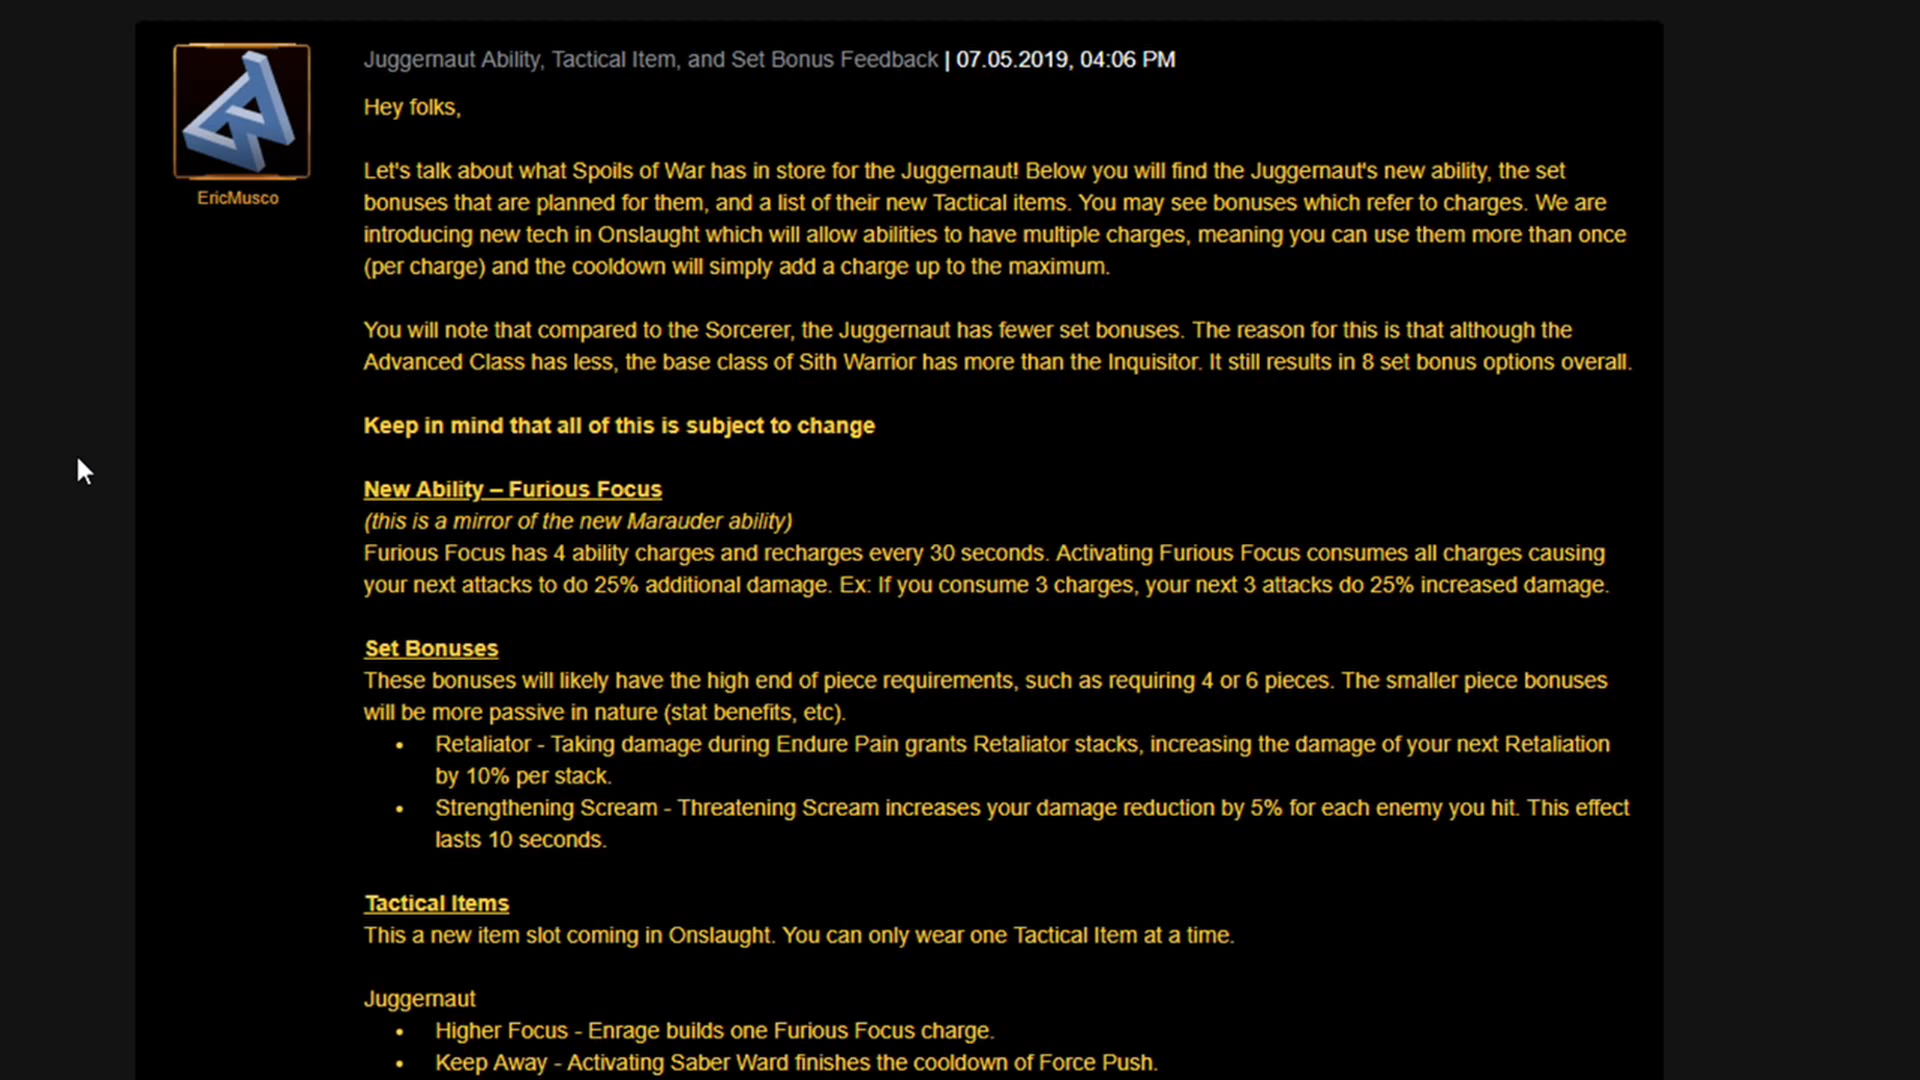 Juggernaut Ability, Tactical Item, and Set Bonus Feedback | 07.05.2019, 04:06 PM
Hey folks,
EricMusco
Let's talk about what Spoils of War has in store for the Juggernaut! Below you will find the Juggernaut's new ability, the set
bonuses that are planned for them, and a list of their new Tactical items. You may see bonuses which refer to charges. We are
introducing new tech in Onslaught which will allow abilities to have multiple charges, meaning you can use them more than once
(per charge) and the cooldown will simply add a charge up to the maximum.
You will note that compared to the Sorcerer, the Juggernaut has fewer set bonuses. The reason for this is that although the
Advanced Class has less, the base class of Sith Warrior has more than the Inquisitor. It still results in 8 set bonus options overall.
Keep in mind that all of this is subject to change
New Ability – Furious Focus
(this is a mirror of the new Marauder ability)
Furious Focus has 4 ability charges and recharges every 30 seconds. Activating Furious Focus consumes all charges causing
your next attacks to do 25% additional damage. Ex: If you consume 3 charges, your next 3 attacks do 25% increased damage.
Set Bonuses
These bonuses will likely have the high end of piece requirements, such as requiring 4 or 6 pieces. The smaller piece bonuses
will be more passive in nature (stat benefits, etc).
• Retaliator - Taking damage during Endure Pain grants Retaliator stacks, increasing the damage of your next Retaliation
by 10% per stack.
• Strengthening Scream - Threatening Scream increases your damage reduction by 5% for each enemy you hit. This effect
lasts 10 seconds.
Tactical Items
This a new item slot coming in Onslaught. You can only wear one Tactical Item at a time.
Juggernaut
• Higher Focus - Enrage builds one Furious Focus charge.
• Keep Away - Activating Saber Ward finishes the cooldown of Force Push.